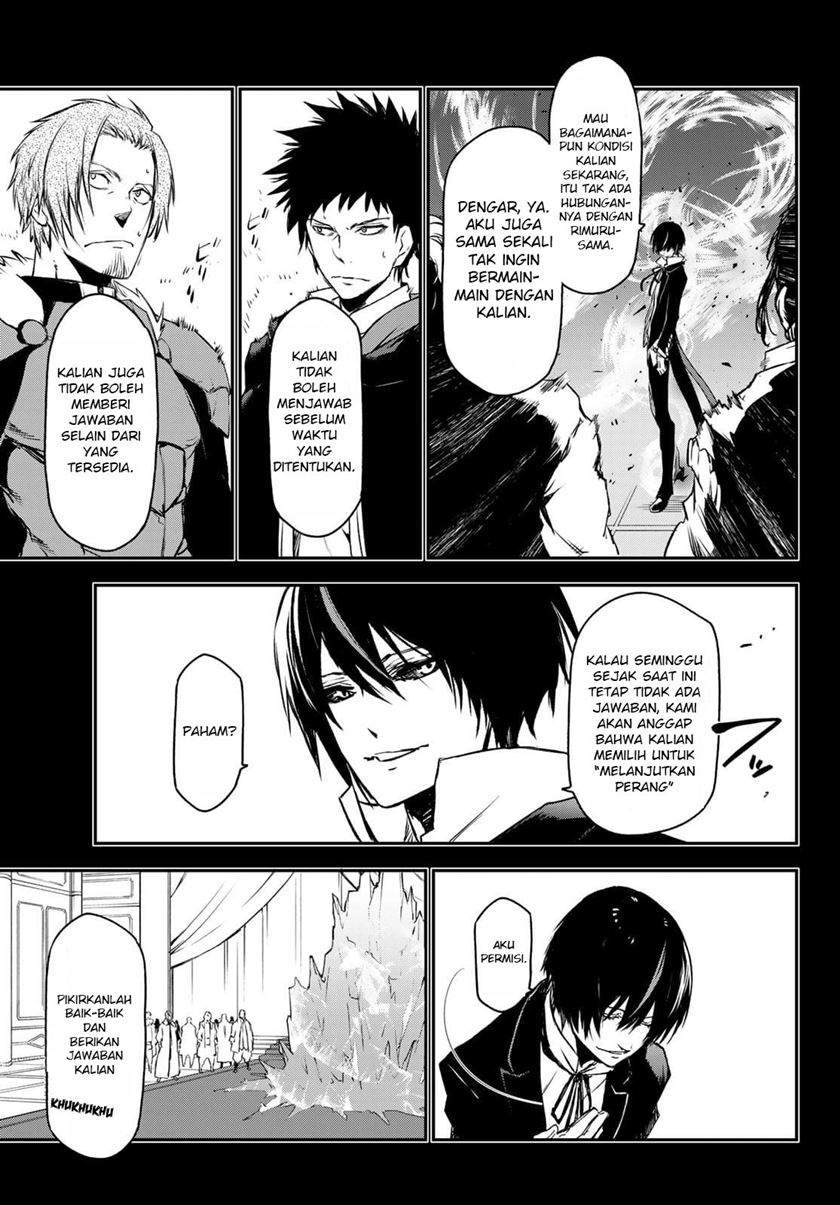 MAU
BAGAIMANA-
PUN KONDISI
KALIAN
SEKARANG,
ITU TAK ADA
HUBUNGAN-
NYA DENGAN
RIMURU-
SAMA.
DENGAR, YA.
AKU JUGA
SAMA SEKALI
TAK INGIN
BERMAIN-
MAIN DENGAN
KALIAN.
KALIAN
TIDAK
BOLEH
MENJAWAB
SEBELUM
WAKTU
YANG
DITENTUKAN.
KALIAN JUGA
TIDAK BOLEH
MEMBERI
JAWABAN
SELAIN DARI
YANG
TERSEDIA.
KALAU SEMINGGU
SEJAK SAAT INI
TETAP TIDAK ADA
JAWABAN, KAMI
AKAN ANGGAP
BAHWA KALIAN
MEMILIH UNTUK
"MELANJUTKAN
PERANG"
PAHAM?
AKU
PERMISI.
PIKIRKANLAH
BAIK-BAIK
DAN
BERIKAN
JAWABAN
KALIAN
KHUKHUKHU